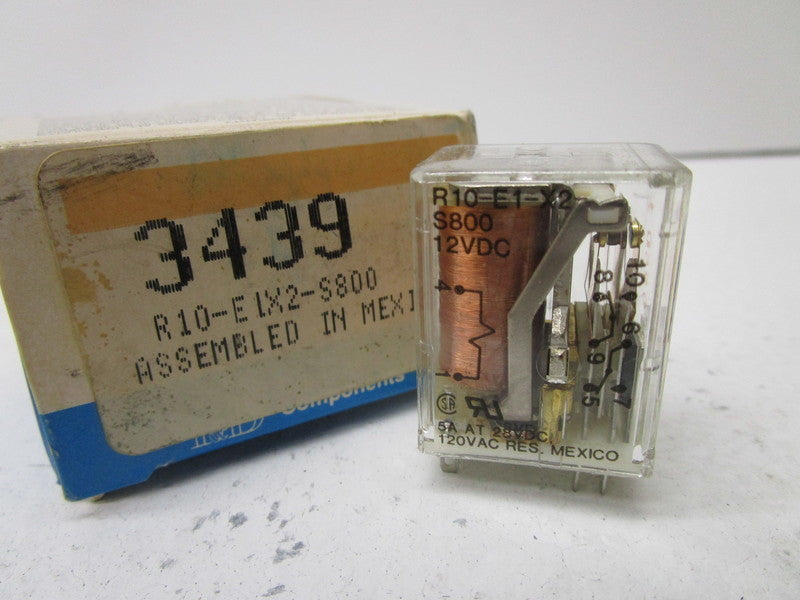 3439
R10-E1X2-S800
ASSEMBLED IN MEXI
Components
R10-E1-X2-
S800
12VDC
4
1
10
8
6
9
5
7
SA
5A AT 28VDC,
120VAC RES. MEXICO